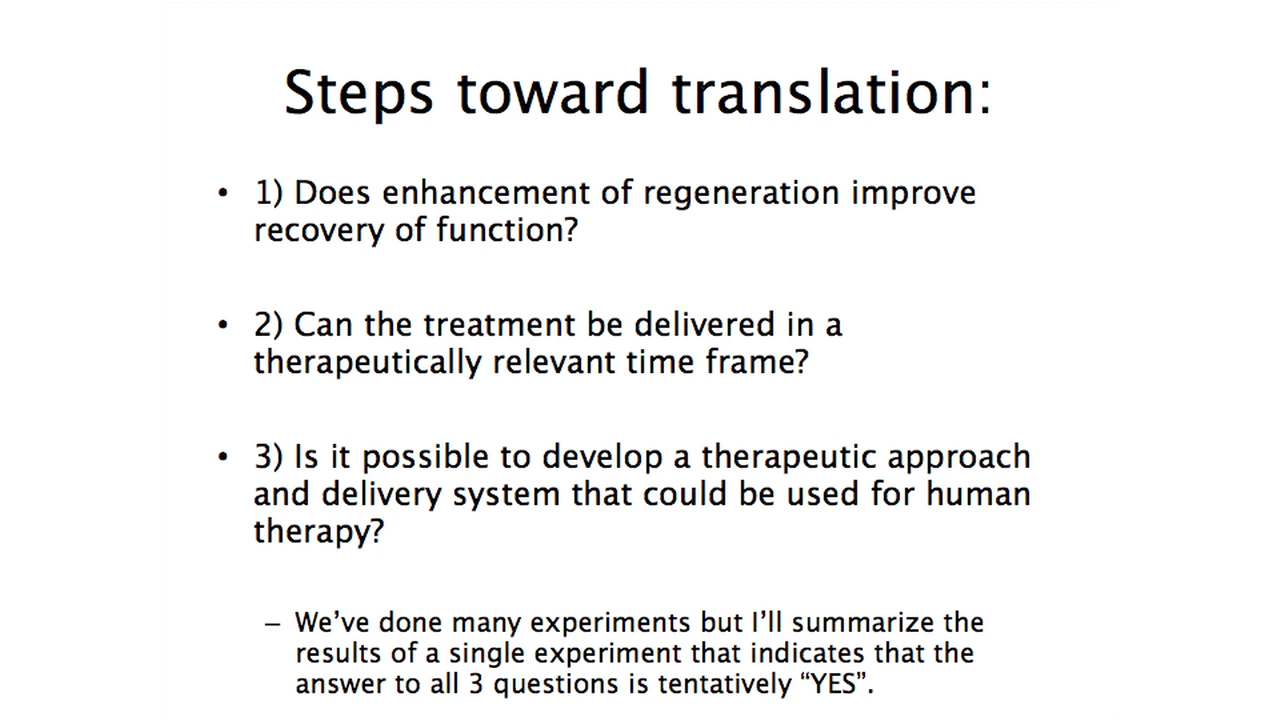 Steps toward translation:
• 1) Does enhancement of regeneration improve
recovery of function?
• 2) Can the treatment be delivered in a
therapeutically relevant time frame?
• 3) Is it possible to develop a therapeutic approach
and delivery system that could be used for human
therapy?
– We’ve done many experiments but I’ll summarize the
results of a single experiment that indicates that the
answer to all 3 questions is tentatively “YES”.